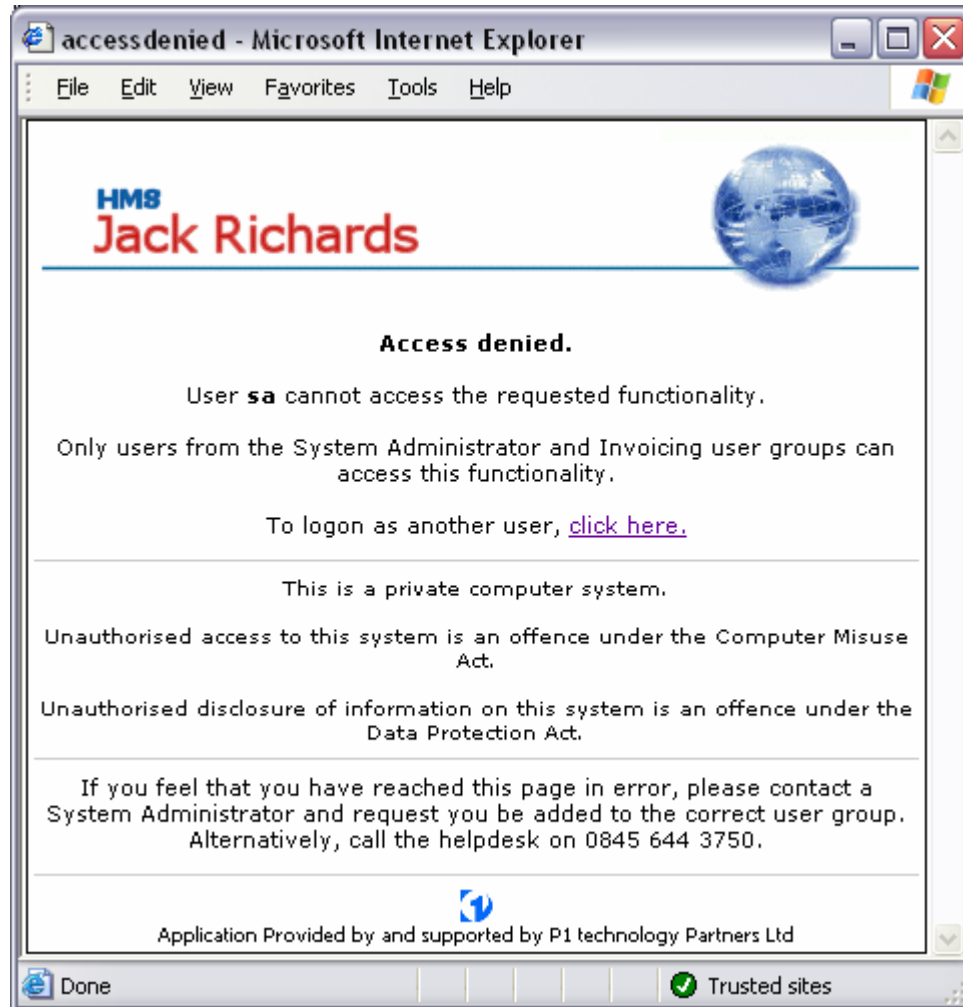 accessdenied - Microsoft Internet Explorer
File Edit View Favorites Tools Help
HM8
Jack Richards
Access denied.
User sa cannot access the requested functionality.
Only users from the System Administrator and Invoicing user groups can
access this functionality.
To logon as another user, click here.
This is a private computer system.
Unauthorised access to this system is an offence under the Computer Misuse
Act.
Unauthorised disclosure of information on this system is an offence under the
Data Protection Act.
If you feel that you have reached this page in error, please contact a
System Administrator and request you be added to the correct user group.
Alternatively, call the helpdesk on 0845 644 3750.
Application Provided by and supported by P1 technology Partners Ltd
Done Trusted sites